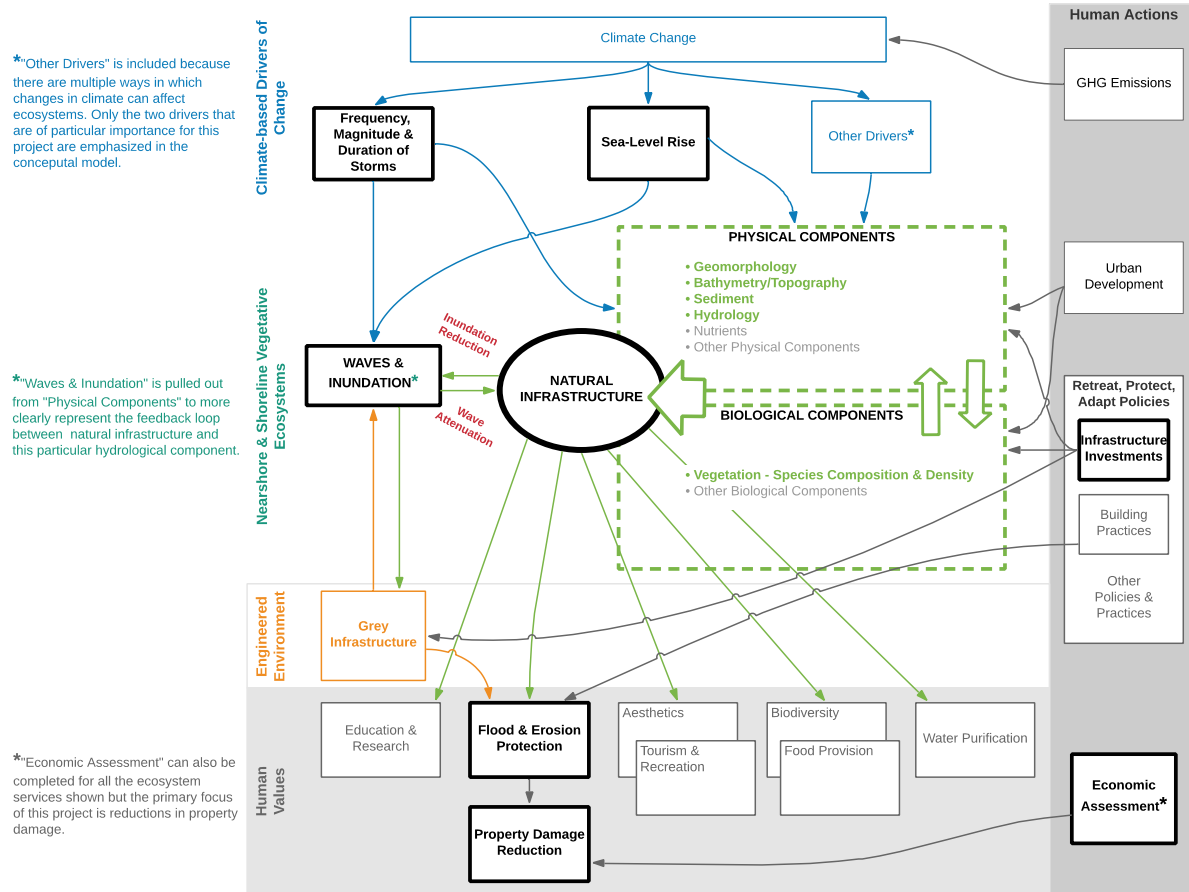 Human Actions
Climate-based Drivers of
Change
Climate Change
GHG Emissions
*"Other Drivers" is included because
there are multiple ways in which
changes in climate can affect
ecosystems. Only the two drivers that
are of particular importance for this
project are emphasized in the
conceputal model.
Frequency,
Magnitude &
Duration of
Storms
Sea-Level Rise
Other Drivers*
PHYSICAL COMPONENTS
• Geomorphology
• Bathymetry/Topography
• Sediment
• Hydrology
• Nutrients
• Other Physical Components
Urban
Development
Nearshore & Shoreline Vegetative
Ecosystems
Inundation
Reduction
WAVES &
INUNDATION*
Wave
Attenuation
NATURAL
INFRASTRUCTURE
BIOLOGICAL COMPONENTS
• Vegetation - Species Composition & Density
• Other Biological Components
*"Waves & Inundation" is pulled out
from "Physical Components" to more
clearly represent the feedback loop
between  natural infrastructure and
this particular hydrological component.
Retreat, Protect,
Adapt Policies
Infrastructure
Investments
Building
Practices
Other
Policies &
Practices
Engineered
Environment
Grey
Infrastructure
Human
Values
Education &
Research
Flood & Erosion
Protection
Aesthetics
Tourism &
Recreation
Biodiversity
Food Provision
Water Purification
Property Damage
Reduction
Economic
Assessment*
*"Economic Assessment" can also be
completed for all the ecosystem
services shown but the primary focus
of this project is reductions in property
damage.